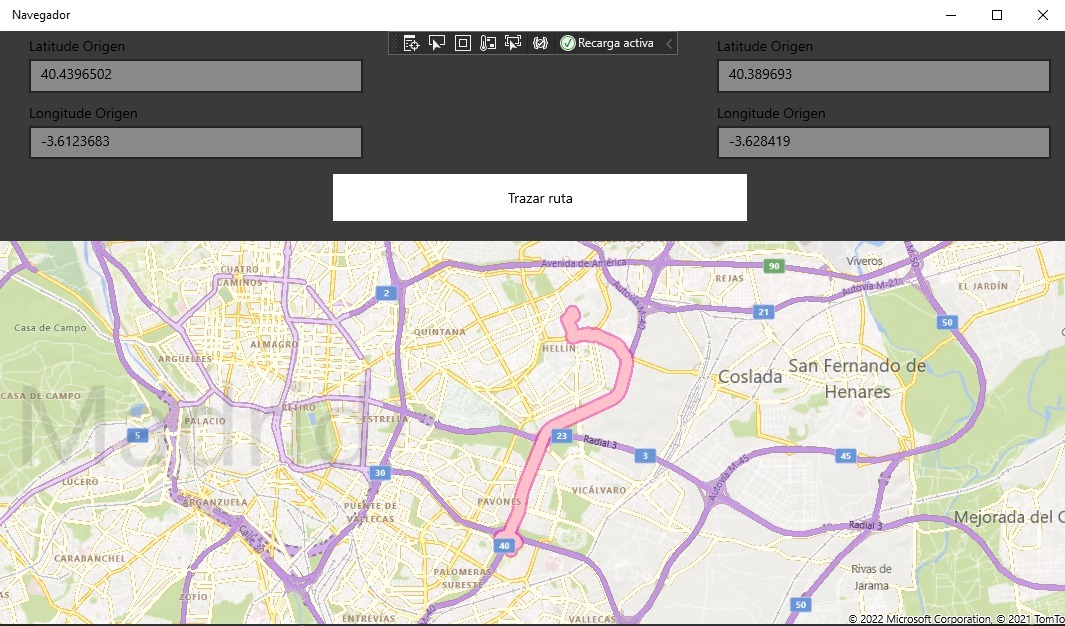 Navegador
Latitude Origen
Recarga activa
Latitude Origen
40.4396502
40.389693
Longitude Origen
Longitude Origen
-3.6123683
-3.628419
Trazar ruta
Avenida de América
Viveros
90
CUATRO
CAMINOS
REJAS
Autovía M-21
M-50
EL JARDÍN
2
Autovía M-40
21
50
Casa de Campo
QUINTANA
ALMAGRO
HELLÍN
ARGUELLES
San Fernando de
Henares
Coslada
CASA DE CAMPO
Madrid
RETIRO
ESTRELLA
PALACIO
5
23
Radial 3
3
45
30
LUCERO
Autovía M-45
VICÁLVARO
PAVONES
ARGANZUELA
PUENTE DE
VALLECAS
Mejorada del C
Radial 3
Calle 30
40
CARABANCHEL
PALOMERAS
SURESTE
Rivas de
Jarama
ZOFÍO
50
ENTREVÍAS
VALLECAS
© 2022 Microsoft Corporation, © 2021 TomTo